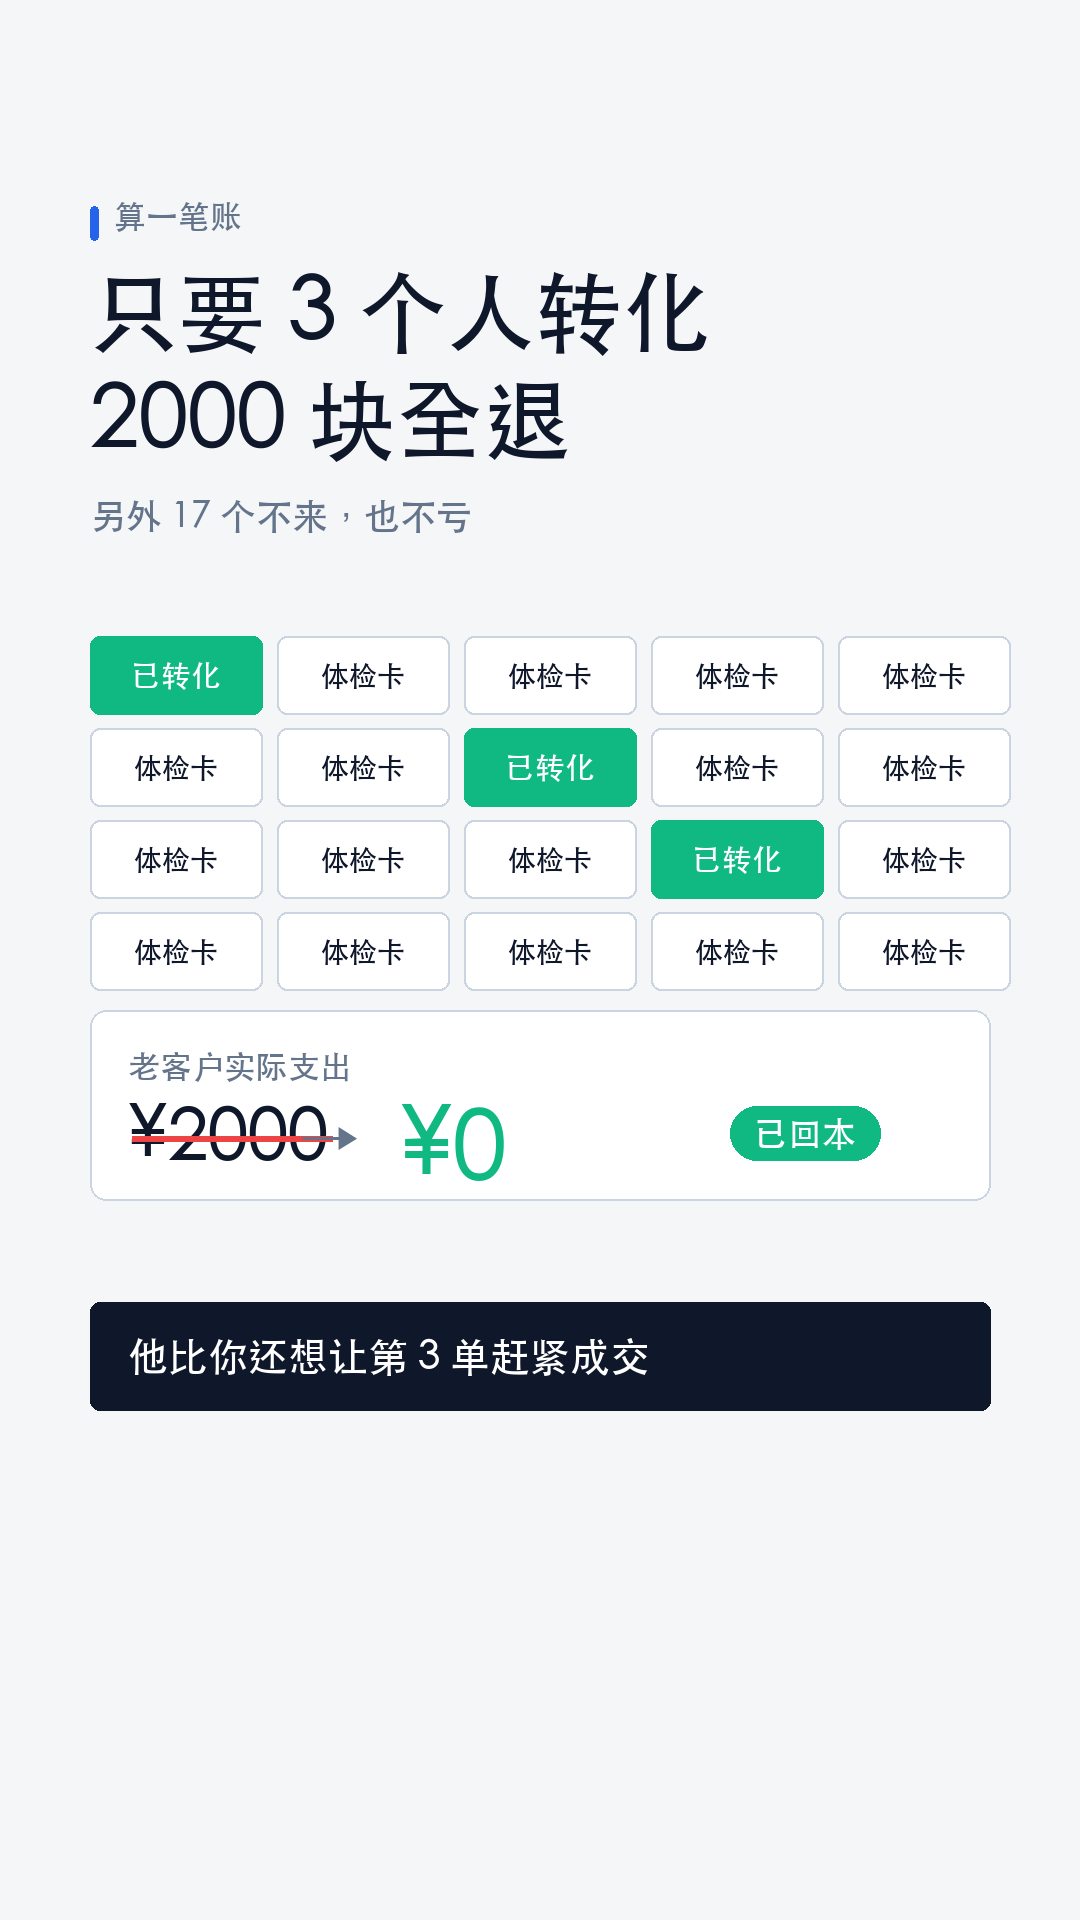 算一笔账
只要 3 个人转化
2000 块全退
另外 17 个不来，也不亏
已转化 体检卡 体检卡 体检卡 体检卡
体检卡 体检卡 已转化 体检卡 体检卡
体检卡 体检卡 体检卡 已转化 体检卡
体检卡 体检卡 体检卡 体检卡 体检卡
老客户实际支出
¥2000 ¥0 已回本
他比你还想让第 3 单赶紧成交